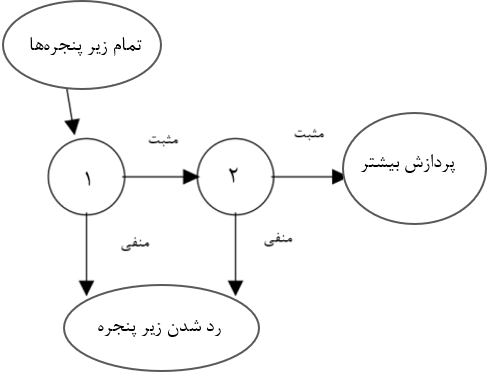 تمام زیر پنجره‌ها
مثبت
مثبت
۱
۲
پردازش بیشتر
منفی
منفی
رد شدن زیر پنجره